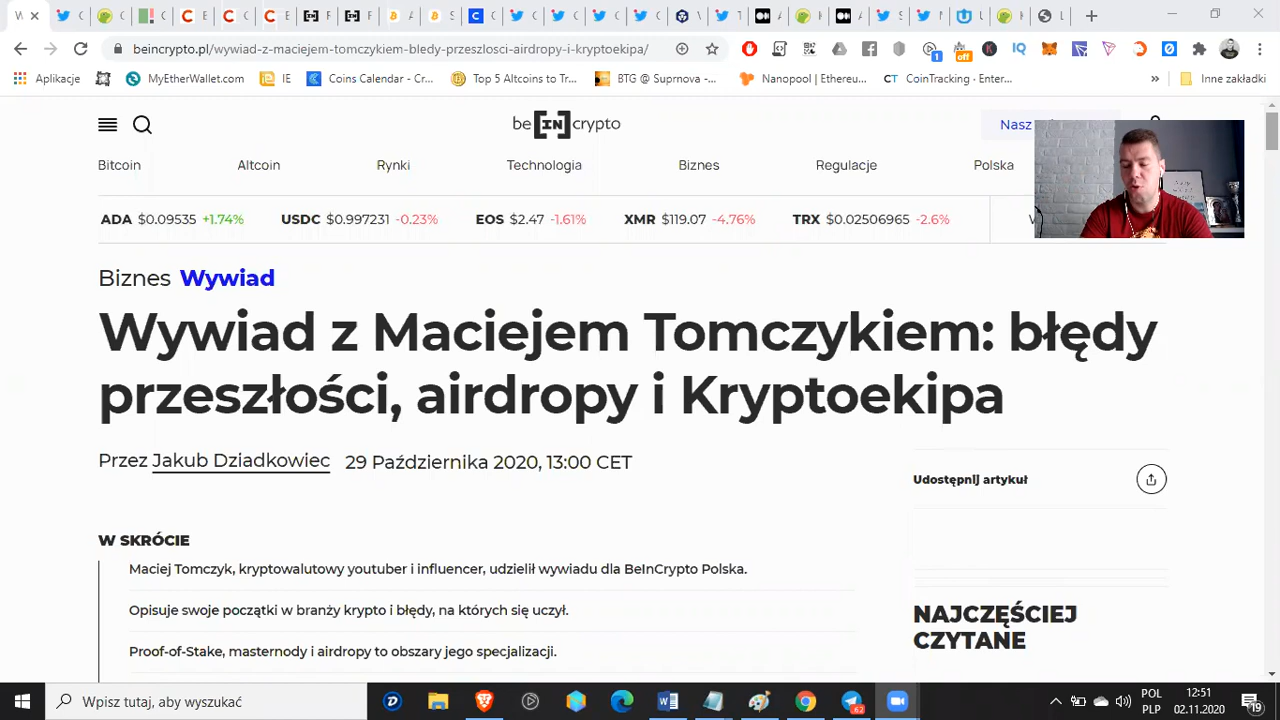 beincrypto.pl/wywiad-z-maciejem-tomczykiem-bledy-przeszlosci-airdropy-i-kryptoekipa/
Aplikacje MyEtherWallet.com IE Coins Calendar - Cr... Top 5 Altcoins to Tr... BTG @ Suprnova -... Nanopool | Ethereu... CoinTracking - Enter... » Inne zakładki
be[IN]crypto
Nasz
Bitcoin Altcoin Rynki Technologia Biznes Regulacje Polska
ADA $0.09535 +1.74% USDC $0.997231 -0.23% EOS $2.47 -1.61% XMR $119.07 -4.76% TRX $0.02506965 -2.6%
Biznes Wywiad
Wywiad z Maciejem Tomczykiem: błędy
przeszłości, airdropy i Kryptoekipa
Przez Jakub Dziadkowiec 29 Października 2020, 13:00 CET
Udostępnij artykuł
W SKRÓCIE
Maciej Tomczyk, kryptowalutowy youtuber i influencer, udzielił wywiadu dla BeInCrypto Polska.
Opisuje swoje początki w branży krypto i błędy, na których się uczył.
Proof-of-Stake, masternody i airdropy to obszary jego specjalizacji.
NAJCZĘŚCIEJ
CZYTANE
Wpisz tutaj, aby wyszukać
POL
PLP
12:51
02.11.2020